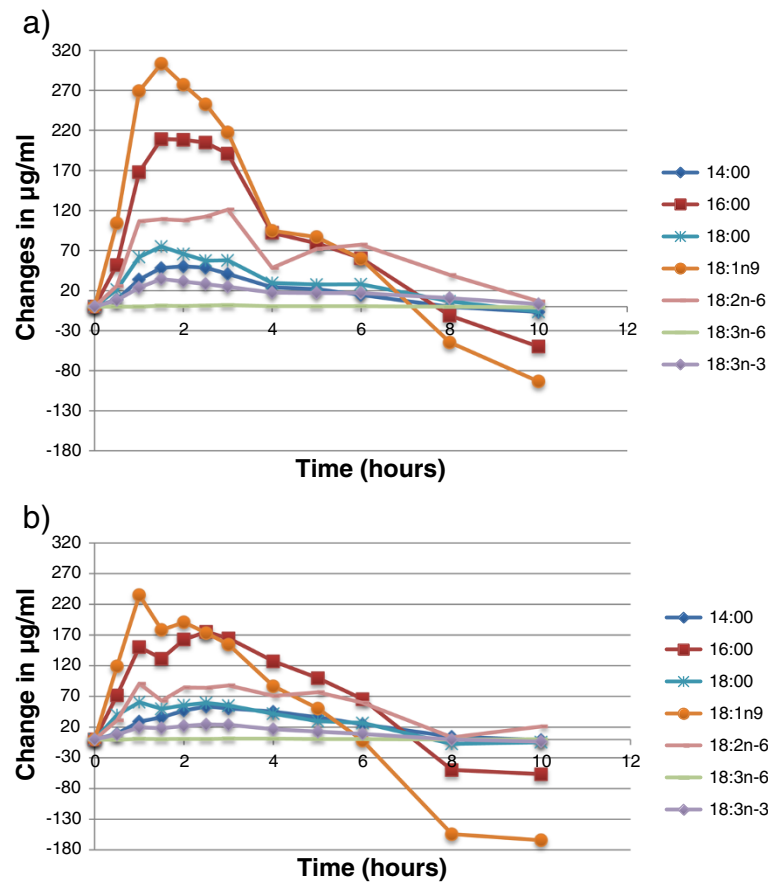 a)
320
270
220
170
120
70
20
-30
-80
-130
-180
Changes in µg/ml
0 2 4 6 8 10 12
Time (hours)
14:00
16:00
18:00
18:1n9
18:2n-6
18:3n-6
18:3n-3
b)
320
270
220
170
120
70
20
-30
-80
-130
-180
Change in µg/ml
0 2 4 6 8 10 12
Time (hours)
14:00
16:00
18:00
18:1n9
18:2n-6
18:3n-6
18:3n-3